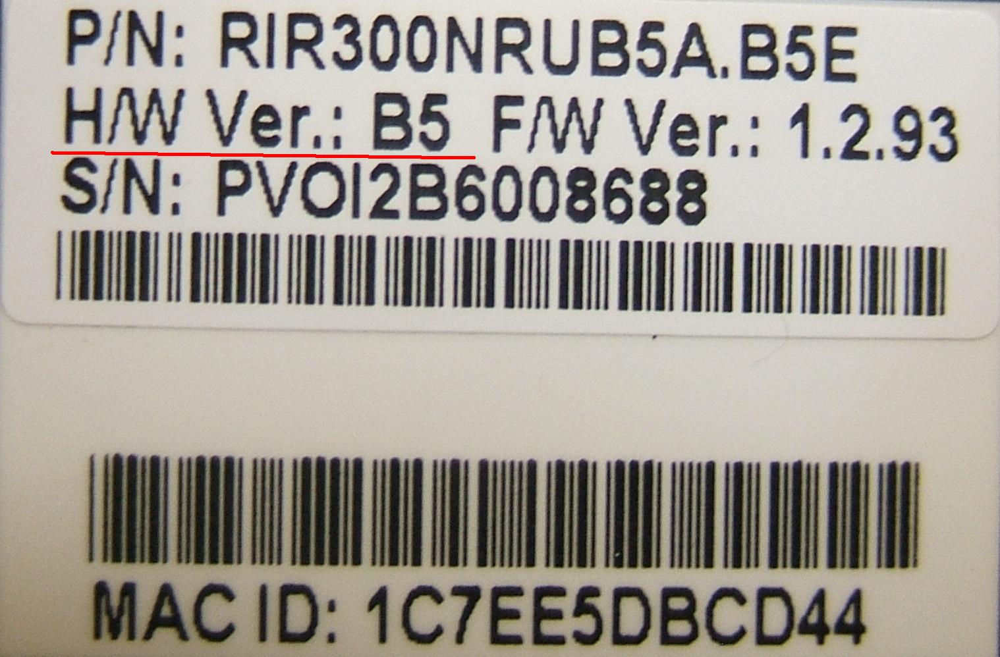 P/N: RIR300NRUB5A.B5E
H/W Ver.: B5 F/W Ver.: 1.2.93
S/N: PVOI2B6008688
MAC ID: 1C7EE5DBCD44